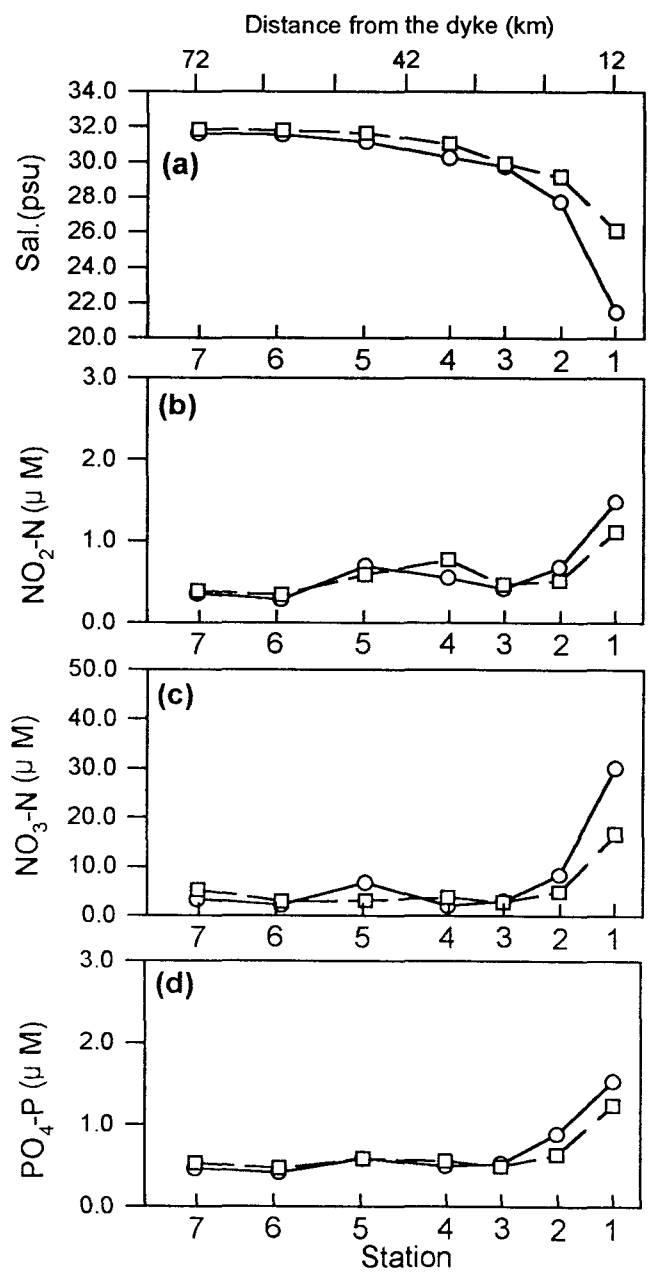 Distance from the dyke (km)
72 42 12
34.0
32.0
30.0
28.0
26.0
24.0
22.0
20.0
Sal.(psu)
(a)
7 6 5 4 3 2 1
3.0
2.0
1.0
0.0
NO2-N (μ M)
(b)
7 6 5 4 3 2 1
50.0
40.0
30.0
20.0
10.0
0.0
NO3-N (μ M)
(c)
7 6 5 4 3 2 1
3.0
2.0
1.0
0.0
PO4-P (μ M)
(d)
7 6 5 4 3 2 1
Station